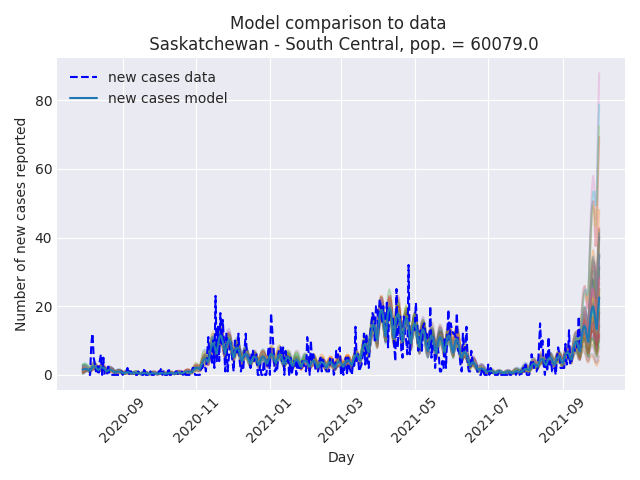 Model comparison to data
Saskatchewan - South Central, pop. = 60079.0
new cases data
new cases model
Number of new cases reported
80
60
40
20
0
2020-09
2020-11
2021-01
2021-03
2021-05
2021-07
2021-09
Day